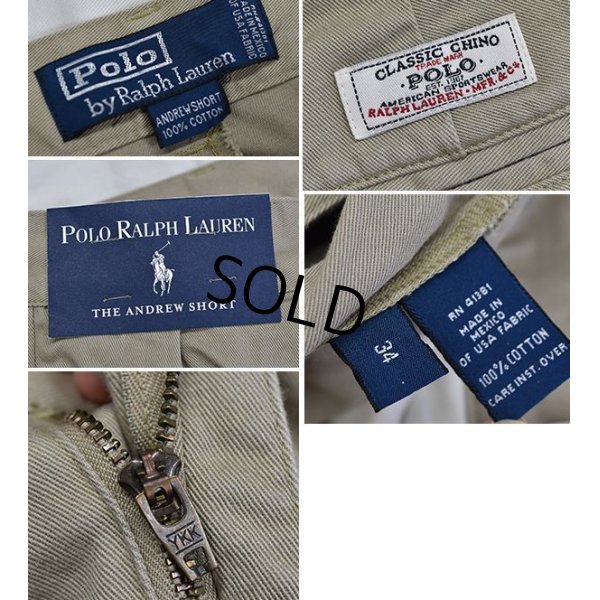 Polo
by Ralph Lauren
RN41381
MADE IN MEXICO
OF USA FABRIC
ANDREW SHORT
100% COTTON
CLASSIC CHINO
TRADE MARK
·POLO·
EST. 1967
AMERICAN SPORTSWEAR
RALPH LAUREN · MFR & Co
POLO RALPH LAUREN
THE ANDREW SHORT
SOLD
34
RN 41381
MADE IN
MEXICO
OF USA FABRIC
100% COTTON
CARE INST. OVER
YKK